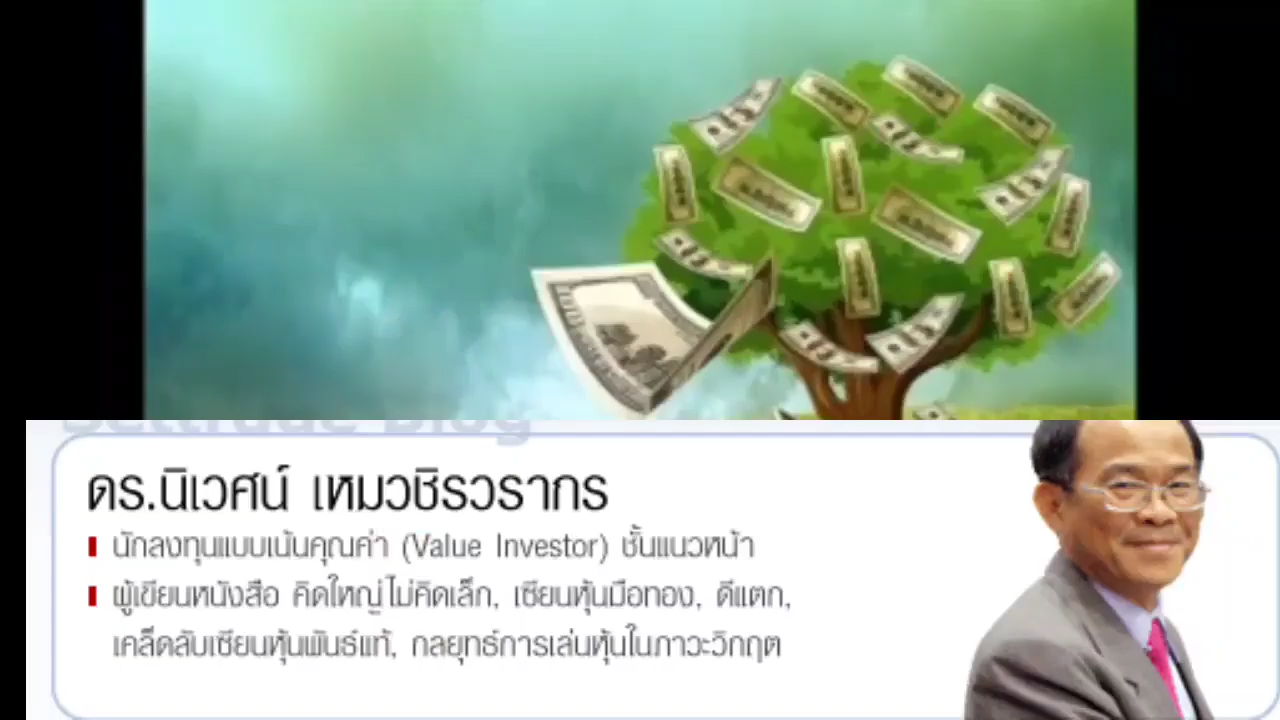 Settrade Blog
ดร.นิเวศน์ เหมวชิรวรากร
นักลงทุนแบบเน้นคุณค่า (Value Investor) ชั้นแนวหน้า
ผู้เขียนหนังสือ คิดใหญ่ไม่คิดเล็ก, เซียนหุ้นมือทอง, ดีแตก,
เคล็ดลับเซียนหุ้นพันธ์แท้, กลยุทธ์การเล่นหุ้นในภาวะวิกฤต